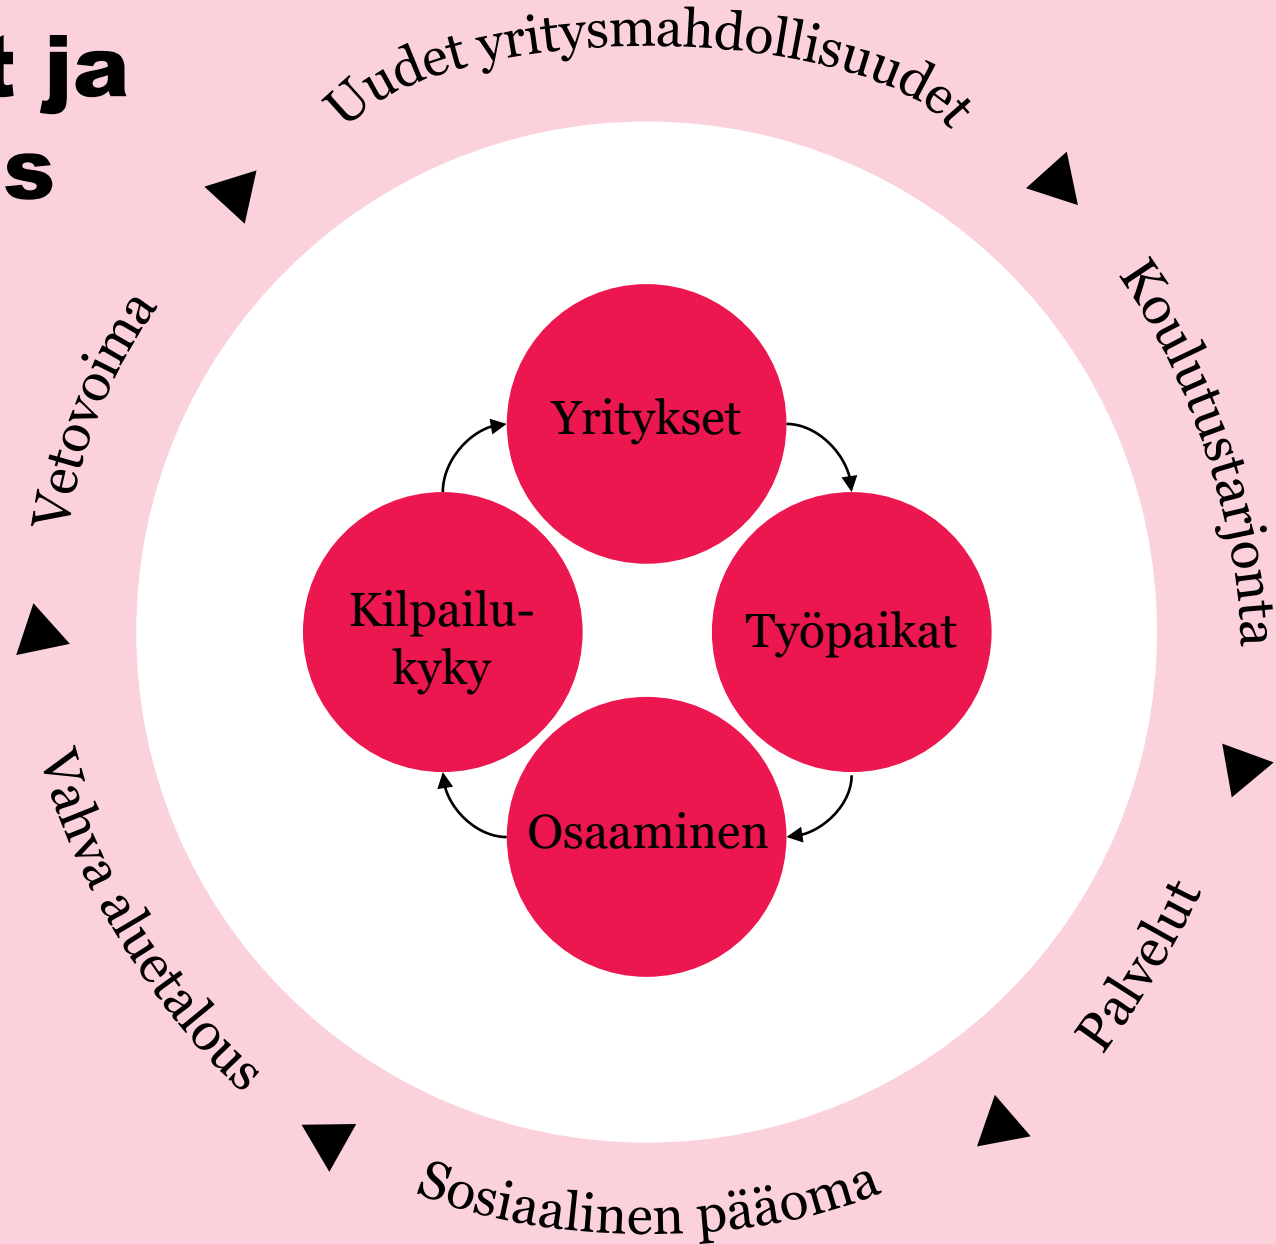 t ja
s
Uudet yritysmahdollisuudet
Koulutustarjonta
Palvelut
Sosiaalinen pääoma
Vahva aluetalous
Vetovoima
Yritykset
Työpaikat
Osaaminen
Kilpailu-
kyky